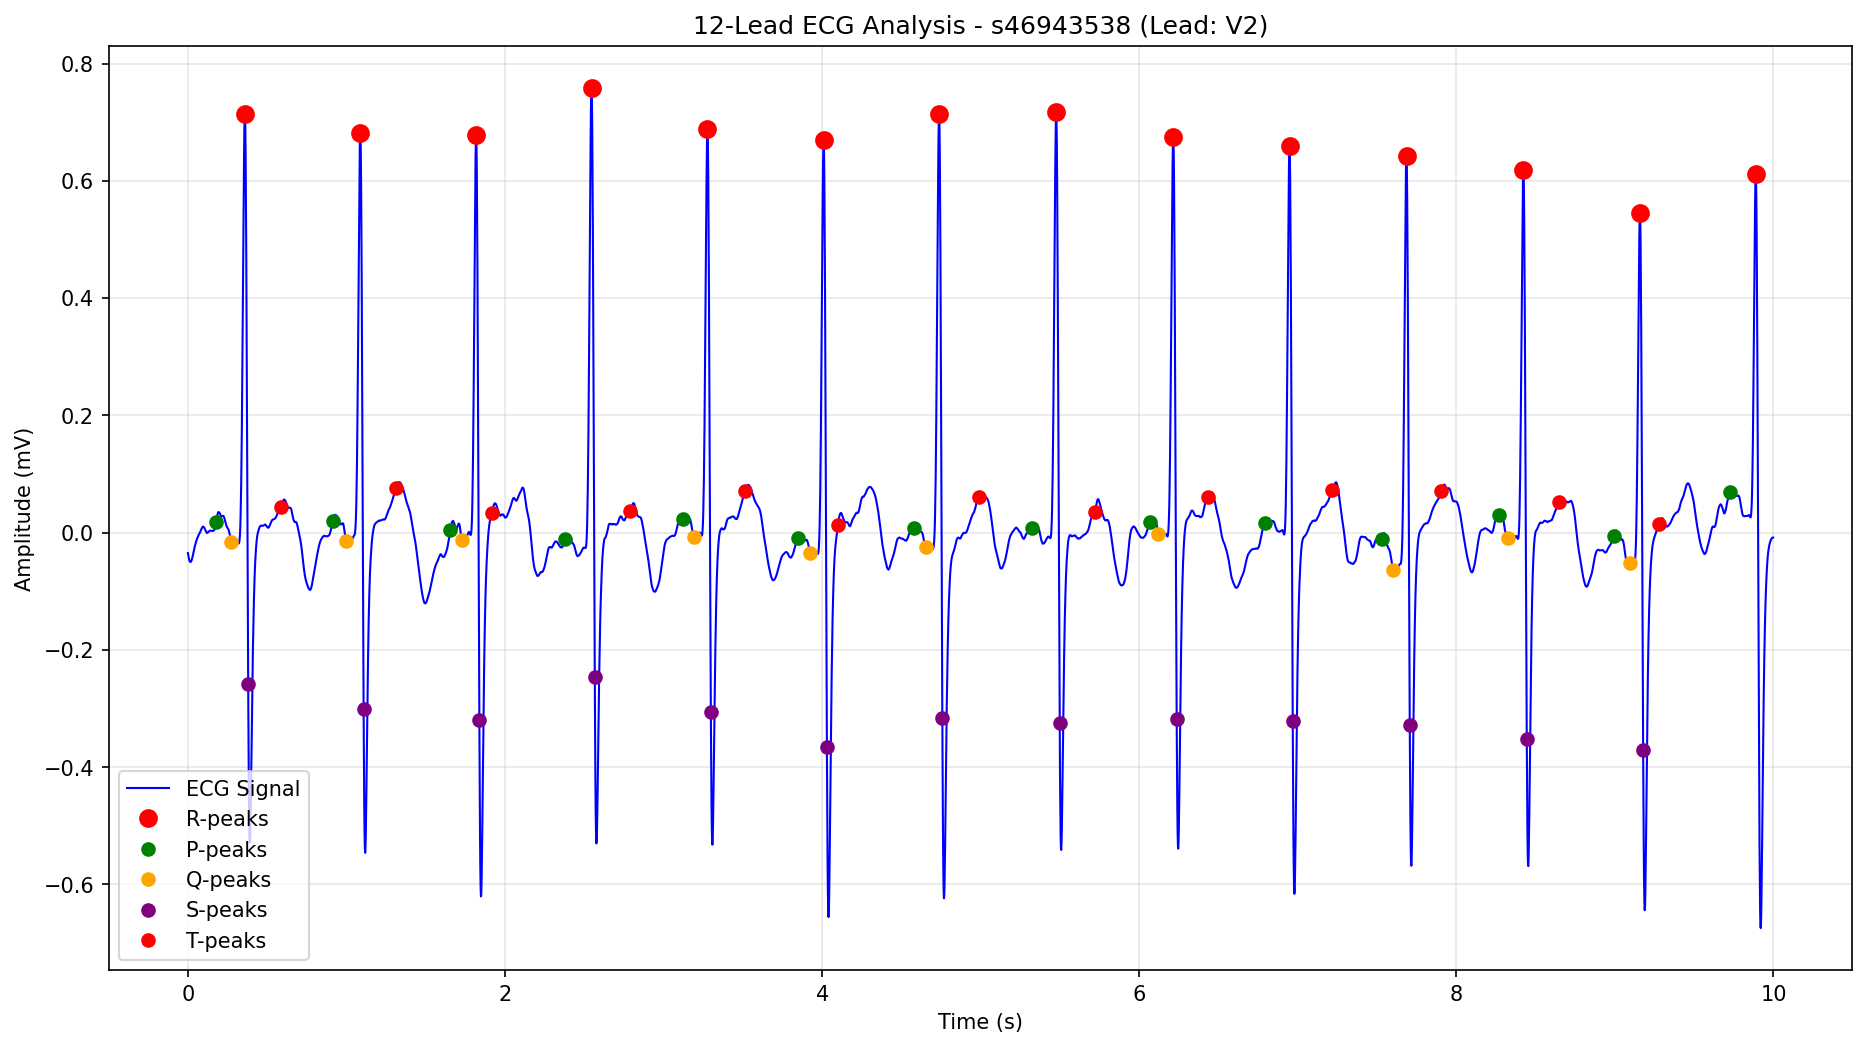 12-Lead ECG Analysis - s46943538 (Lead: V2)
Amplitude (mV)
0.8
0.6
0.4
0.2
0.0
−0.2
−0.4
−0.6
ECG Signal
R-peaks
P-peaks
Q-peaks
S-peaks
T-peaks
0 2 4 6 8 10
Time (s)